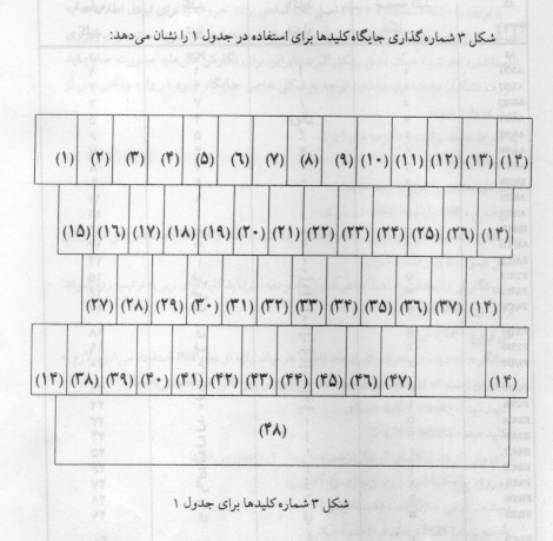 شکل ۳ شماره گذاری جایگاه کلیدها برای استفاده در جدول ۱ را نشان می‌دهد:
(۱) (۲) (۳) (۴) (۵) (۶) (۷) (۸) (۹) (۱۰) (۱۱) (۱۲) (۱۳) (۱۴)
(۱۵) (۱۶) (۱۷) (۱۸) (۱۹) (۲۰) (۲۱) (۲۲) (۲۳) (۲۴) (۲۵) (۲۶) (۱۴)
(۲۷) (۲۸) (۲۹) (۳۰) (۳۱) (۳۲) (۳۳) (۳۴) (۳۵) (۳۶) (۳۷) (۱۴)
(۱۴) (۳۸) (۳۹) (۴۰) (۴۱) (۴۲) (۴۳) (۴۴) (۴۵) (۴۶) (۴۷) (۱۴)
(۴۸)
شکل ۳ شماره کلیدها برای جدول ۱